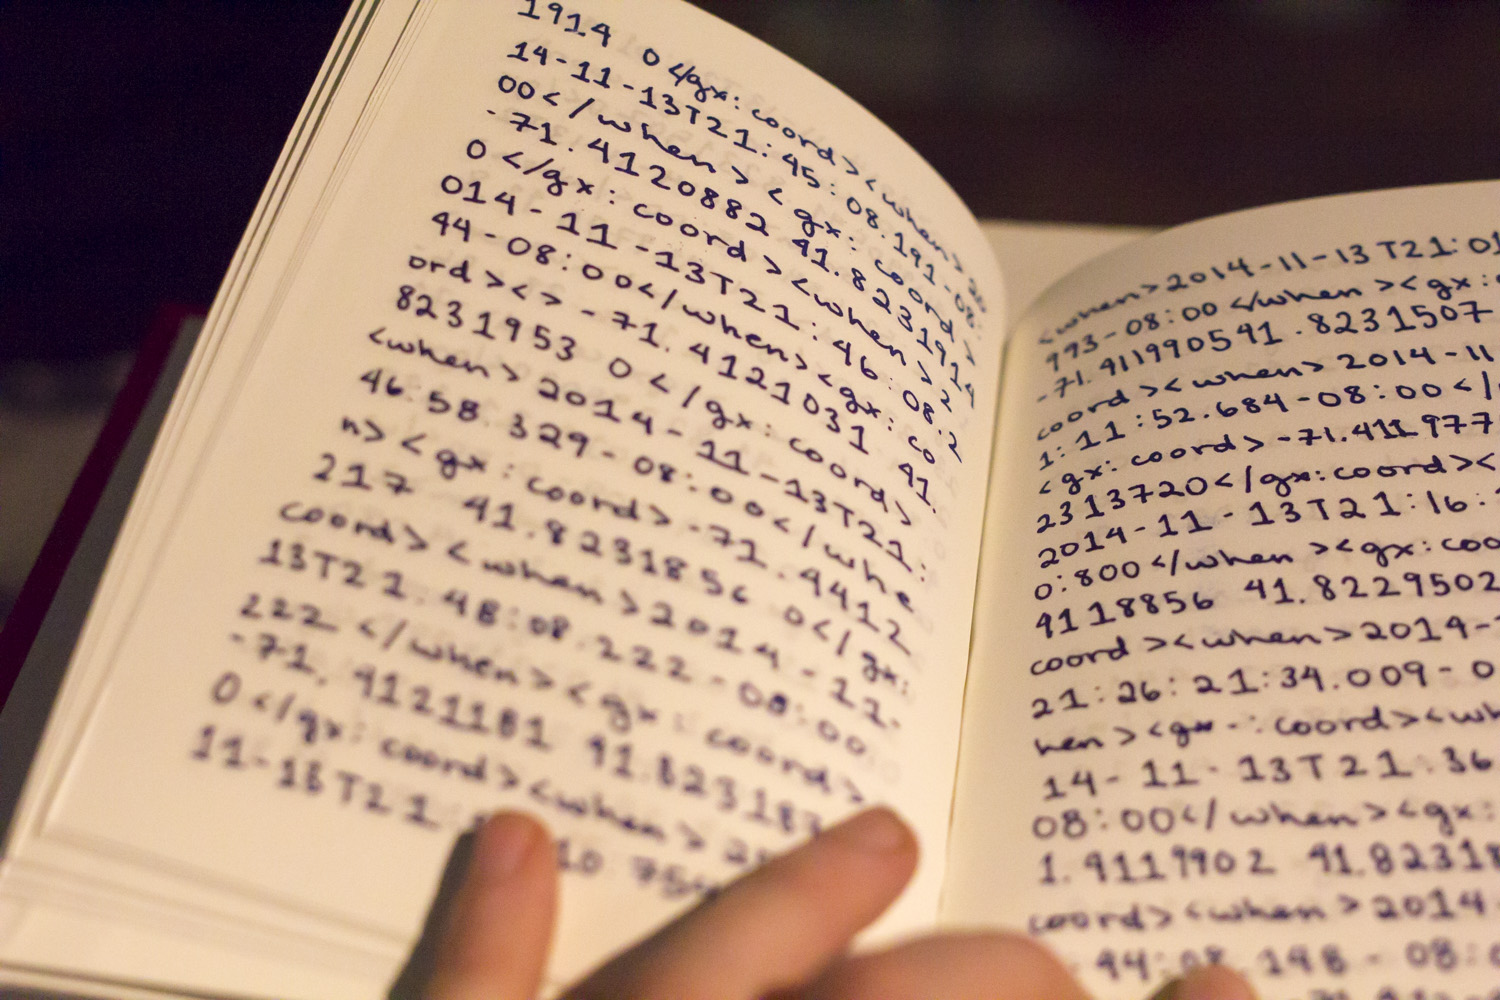 1914 0</gx:coord><when>20
14-11-13T21:45:08.191-08:
00</when><gx:coord>
-71.4120882 41.8231914
0</gx:coord><when>2
014-11-13T21:46:08.2
44-08:00</when><gx:co
ord><>-71.4121031 41.
8231953 0</gx:coord>
<when>2014-11-13T21:
46:58.329-08:00</whe
n><gx:coord>-71.4412
217 41.8231856 0</gx:
coord><when>2014-11-
13T21:48:08.222-08:00
222</when><gx:coord>
-71.4121181 41.823187
0</gx:coord><when>
11-13T21:
<when>2014-11-13T21:01
993-08:00</when><gx:
-71.411990541.8231507
coord><when>2014-11
1:11:52.684-08:00</
<gx:coord>-71.411977
2313720</gx:coord><
2014-11-13T21:16:
0:800</when><gx:coo
4118856 41.8229502
coord><when>2014-
21:26:21:34.009-0
hen><gx-:coord><wh
14-11-13T21:36
08:00</when><gx:
1.4117902 41.82318
coord><when>2014-
44:08.148-08:0